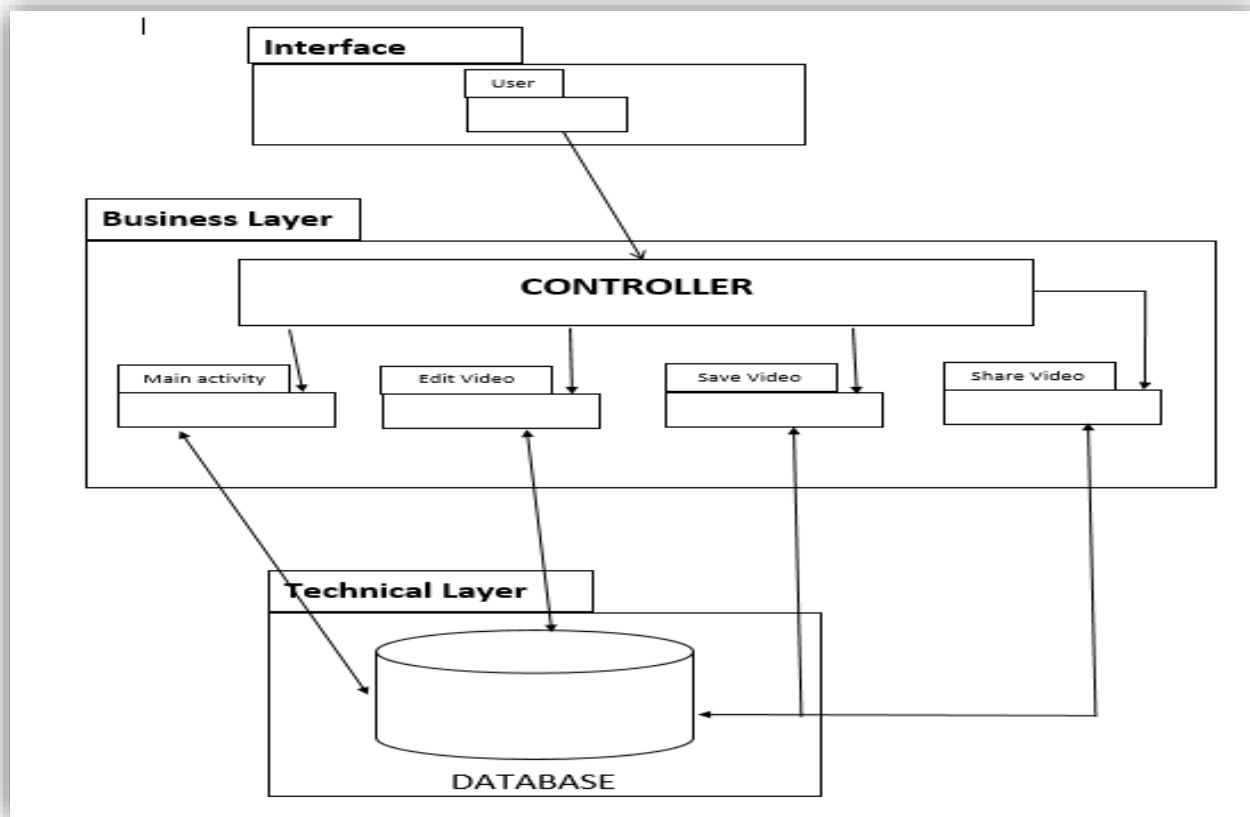 Interface
User
Business Layer
CONTROLLER
Main activity
Edit Video
Save Video
Share Video
Technical Layer
DATABASE